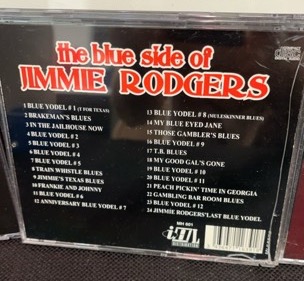 the blue side of
JIMMIE RODGERS
1 BLUE YODEL # 1 (T FOR TEXAS)
2 BRAKEMAN'S BLUES
3 IN THE JAILHOUSE NOW
4 BLUE YODEL # 2
5 BLUE YODEL # 3
6 BLUE YODEL # 4
7 BLUE YODEL # 5
8 TRAIN WHISTLE BLUES
9 JIMMIE'S TEXAS BLUES
10 FRANKIE AND JOHNNY
11 BLUE YODEL # 6
12 ANNIVERSARY BLUE YODEL # 7
13 BLUE YODEL # 8 (MULESKINNER BLUES)
14 MY BLUE EYED JANE
15 THOSE GAMBLER'S BLUES
16 BLUE YODEL # 9
17 T.B. BLUES
18 MY GOOD GAL'S GONE
19 BLUE YODEL # 10
20 BLUE YODEL # 11
21 PEACH PICKIN' TIME IN GEORGIA
22 GAMBLING BAR ROOM BLUES
23 BLUE YODEL # 12
24 JIMMIE RODGERS' LAST BLUE YODEL
MH 001